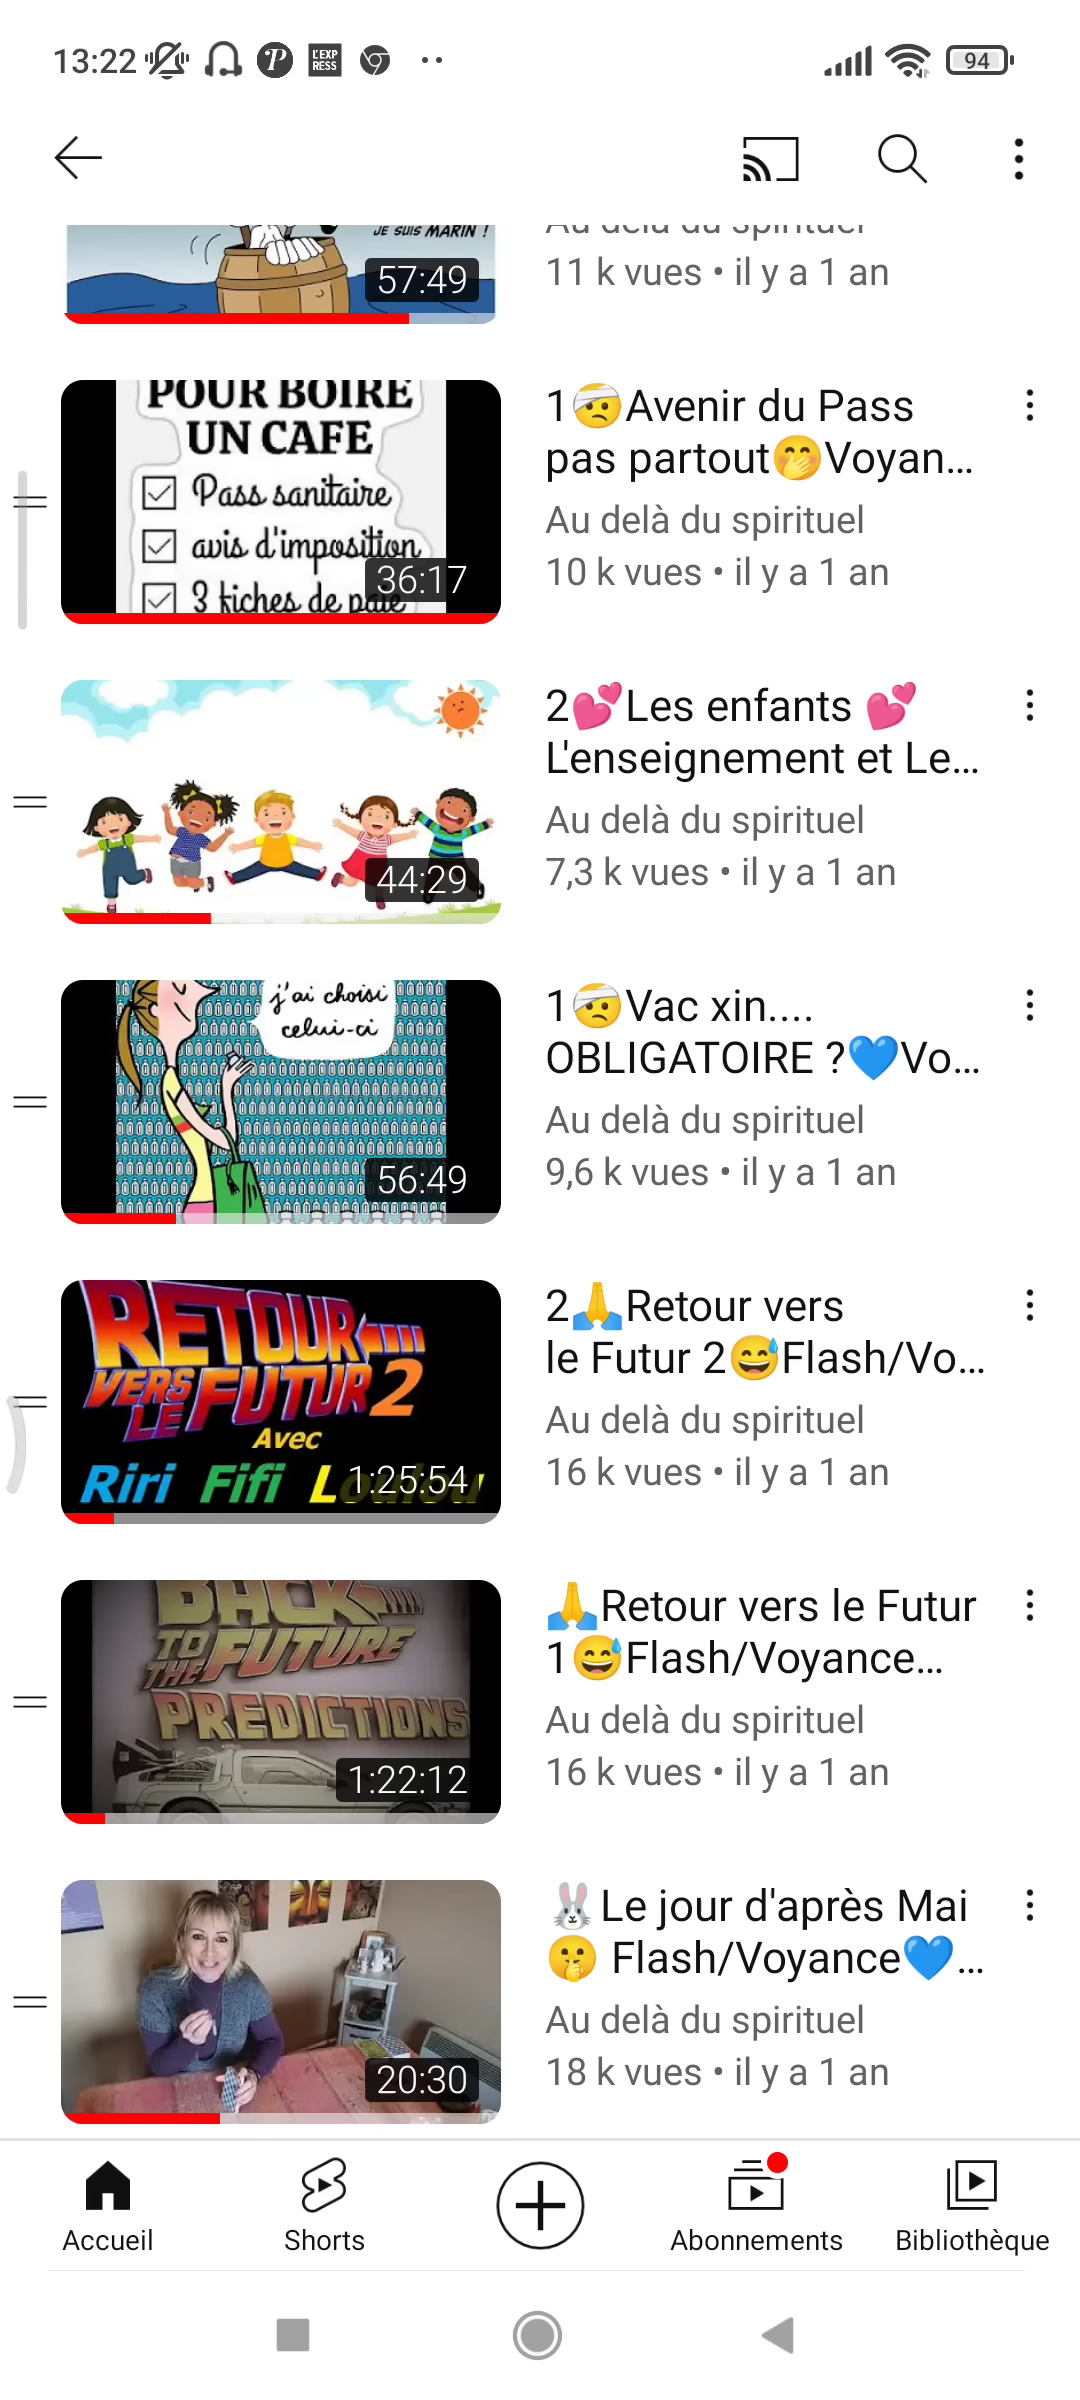 13:22
P
L'EXP
RESS
94
JE SUIS MARIN !
57:49
Au delà du spirituel
11 k vues • il y a 1 an
POUR BOIRE
UN CAFE
Pass sanitaire
avis d'imposition
3 fiches de paie
36:17
1🤕Avenir du Pass
pas partout🤭Voyan...
Au delà du spirituel
10 k vues • il y a 1 an
44:29
2💕Les enfants 💕
L'enseignement et Le...
Au delà du spirituel
7,3 k vues • il y a 1 an
j'ai choisi
celui-ci
56:49
1🤕Vac xin....
OBLIGATOIRE ?💙Vo...
Au delà du spirituel
9,6 k vues • il y a 1 an
RETOUR
VERS LE FUTUR 2
Avec
Riri Fifi Loulou
1:25:54
2🙏Retour vers
le Futur 2😅Flash/Vo...
Au delà du spirituel
16 k vues • il y a 1 an
BACK
TO THE FUTURE
PREDICTIONS
1:22:12
🙏Retour vers le Futur
1😅Flash/Voyance...
Au delà du spirituel
16 k vues • il y a 1 an
20:30
🐰Le jour d'après Mai
🤫 Flash/Voyance💙...
Au delà du spirituel
18 k vues • il y a 1 an
Accueil
Shorts
Abonnements
Bibliothèque